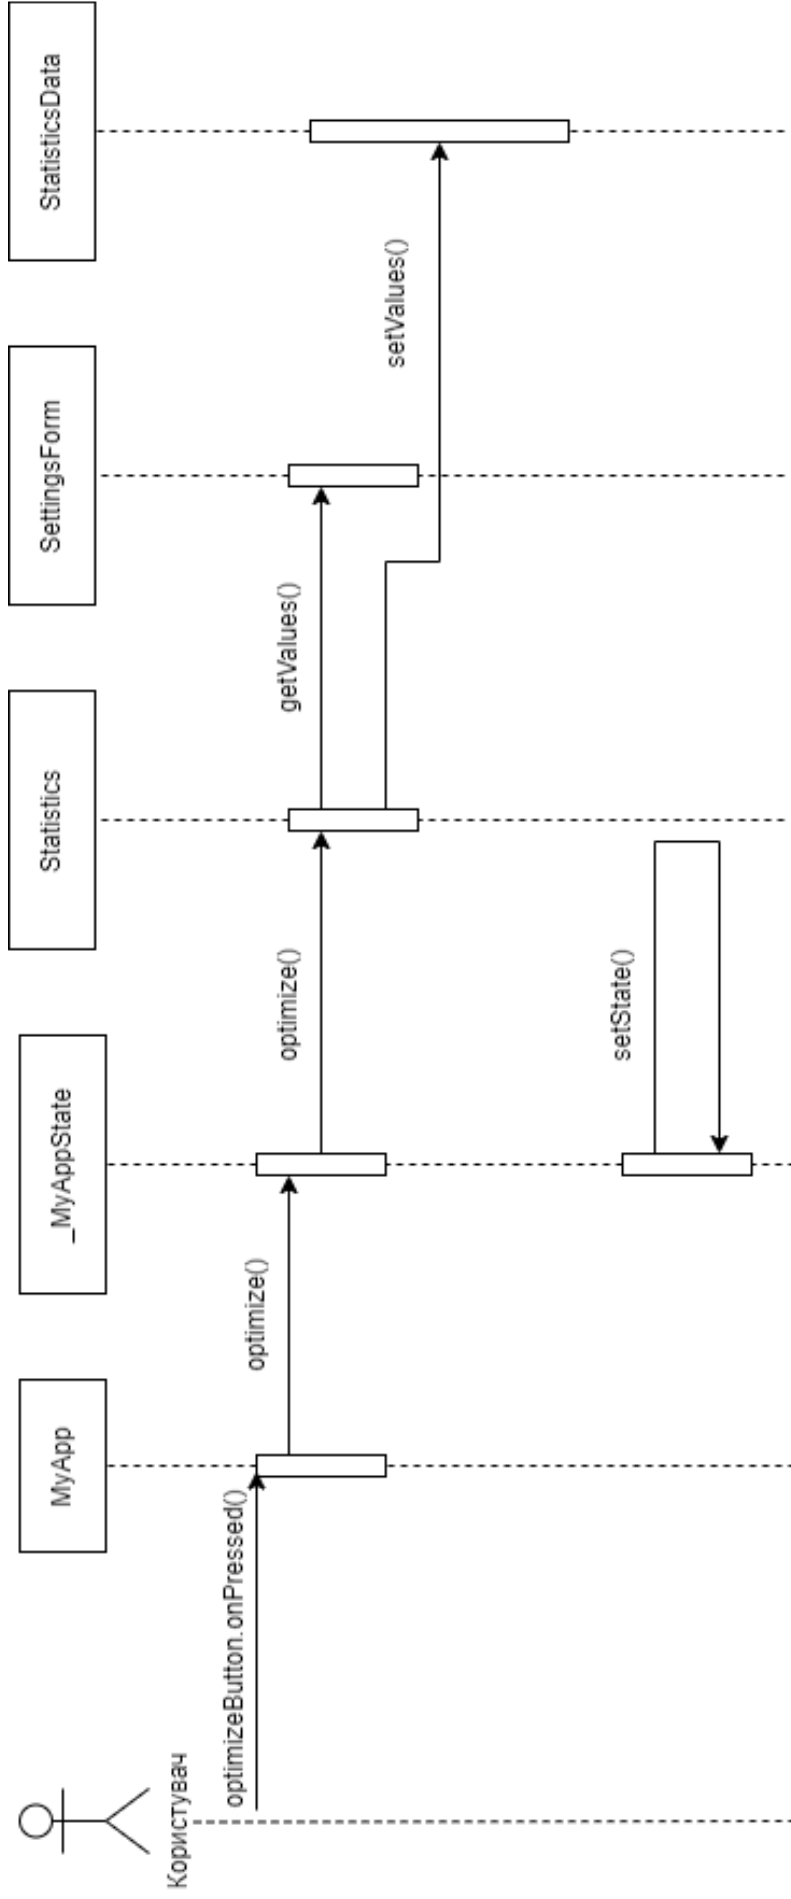 Користувач
MyApp
_MyAppState
Statistics
SettingsForm
StatisticsData
optimizeButton.onPressed()
optimize()
optimize()
getValues()
setValues()
setState()